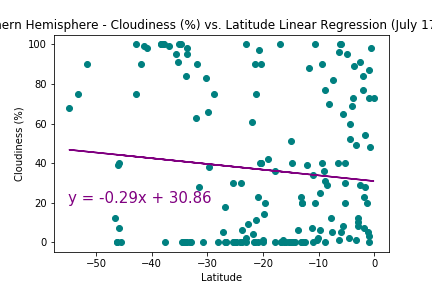 ern Hemisphere - Cloudiness (%) vs. Latitude Linear Regression (July 17
100
80
60
40
20
0
Cloudiness (%)
y = -0.29x + 30.86
−50 −40 −30 −20 −10 0
Latitude